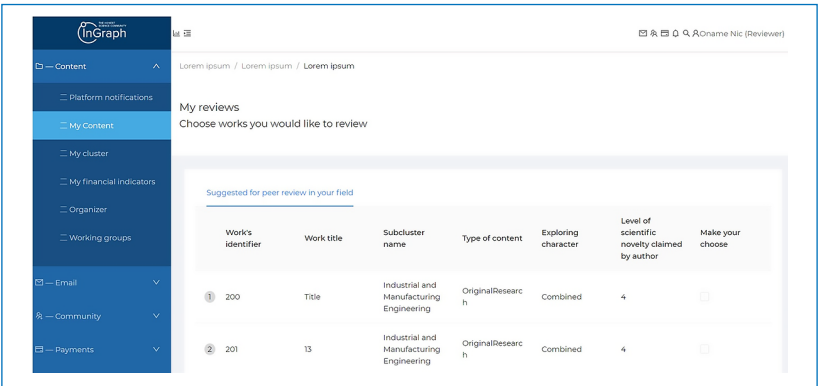 InGraph
Oname Nic (Reviewer)
Content
Platform notifications
My Content
My cluster
My financial indicators
Organizer
Working groups
Email
Community
Payments
Lorem ipsum / Lorem ipsum / Lorem ipsum
My reviews
Choose works you would like to review
Suggested for peer review in your field
Work's identifier
Work title
Subcluster name
Type of content
Exploring character
Level of scientific novelty claimed by author
Make your choose
1 200 Title Industrial and Manufacturing Engineering OriginalResearch Combined 4
2 201 13 Industrial and Manufacturing Engineering OriginalResearch Combined 4